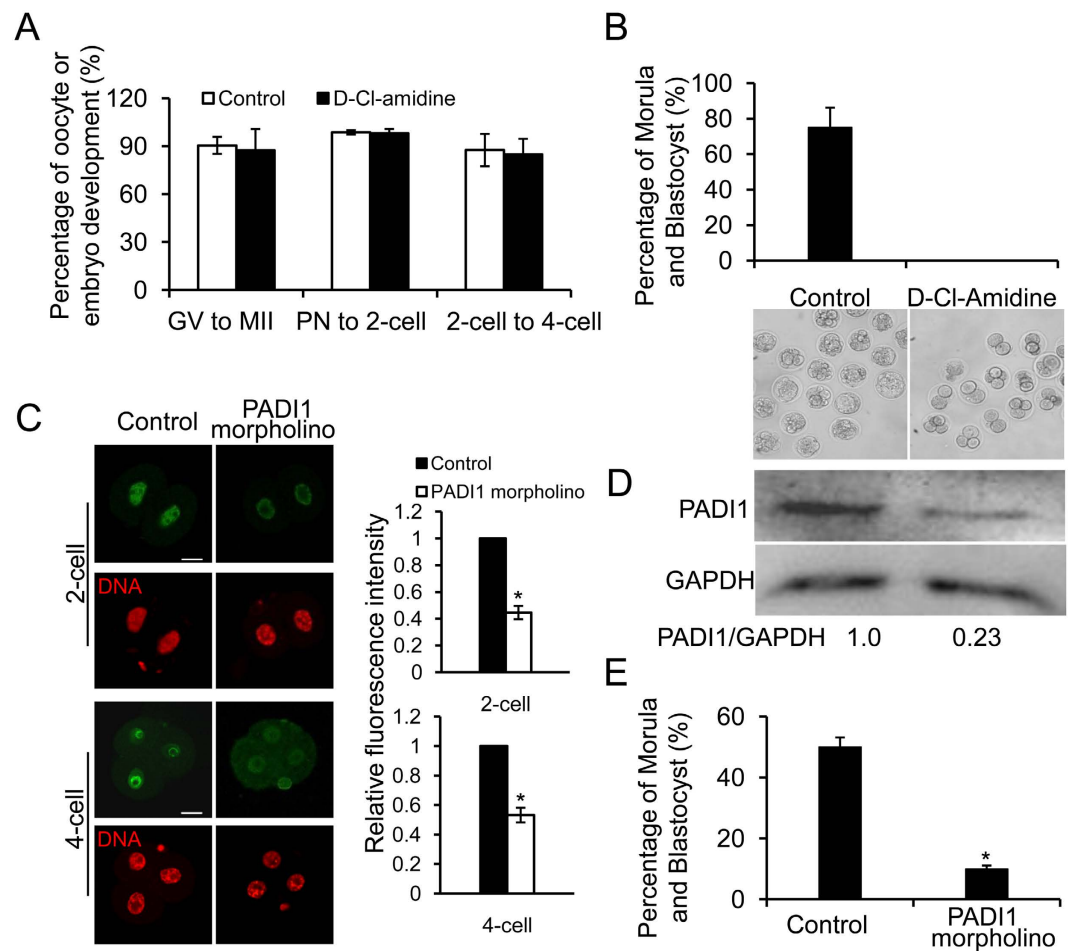 A
Percentage of oocyte or
embryo development (%)
120
90
60
30
0
Control
D-Cl-amidine
GV to MII
PN to 2-cell
2-cell to 4-cell
B
Percentage of Morula
and Blastocyst (%)
100
80
60
40
20
0
Control
D-Cl-Amidine
C
Control
PADI1
morpholino
2-cell
DNA
4-cell
DNA
Control
PADI1 morpholino
Relative fluorescence intensity
1.2
1
0.8
0.6
0.4
0.2
0
*
2-cell
1.2
1
0.8
0.6
0.4
0.2
0
*
4-cell
D
PADI1
GAPDH
PADI1/GAPDH 1.0 0.23
E
Percentage of Morula
and Blastocyst (%)
60
40
20
0
*
Control
PADI1
morpholino